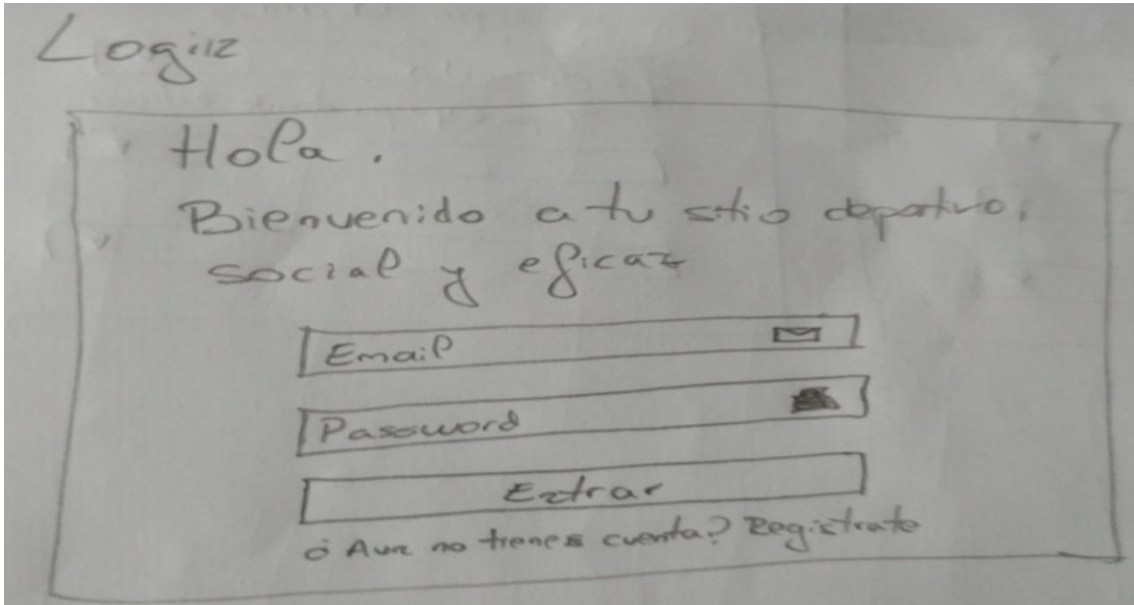 Login
Hola.
Bienvenido a tu sitio deportivo,
social y eficaz
Email
Password
Entrar
¿Aun no tienes cuenta? Registrate